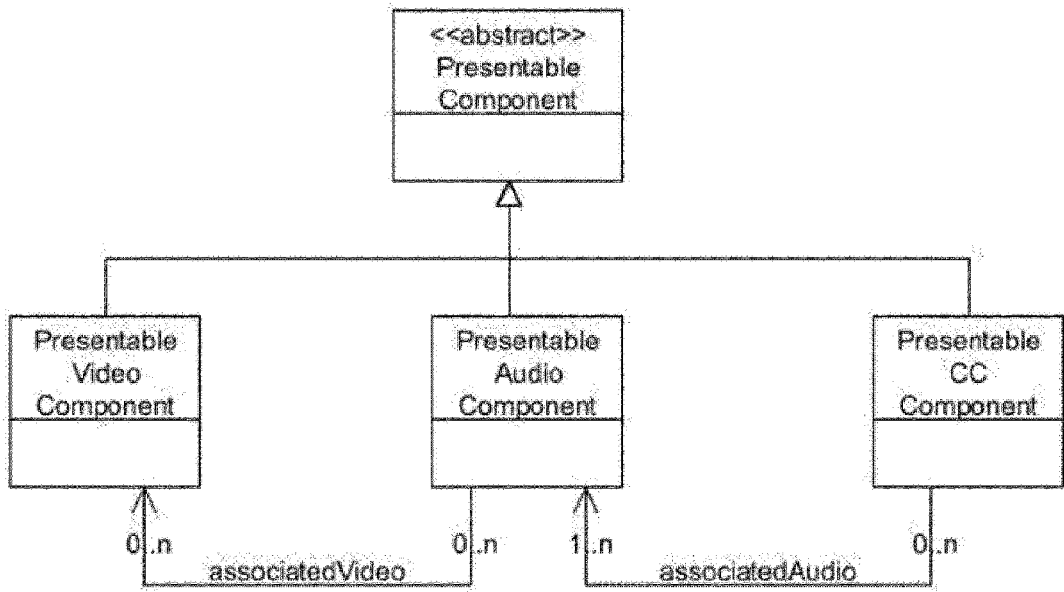 <<abstract>>
Presentable
Component
Presentable
Video
Component
Presentable
Audio
Component
Presentable
CC
Component
0..n
0..n
1..n
0..n
associatedVideo
associatedAudio